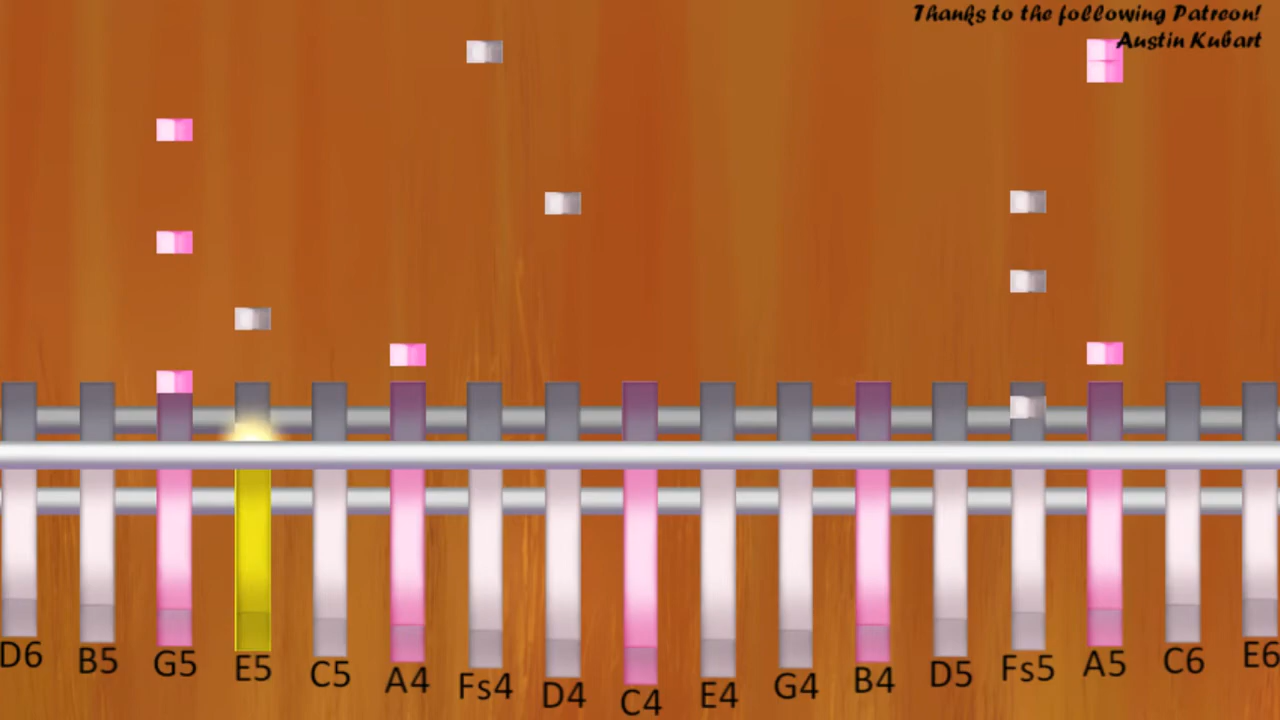 Thanks to the following Patreon!
Austin Kubart
D6 B5 G5 E5 C5 A4 Fs4 D4 C4 E4 G4 B4 D5 Fs5 A5 C6 E6